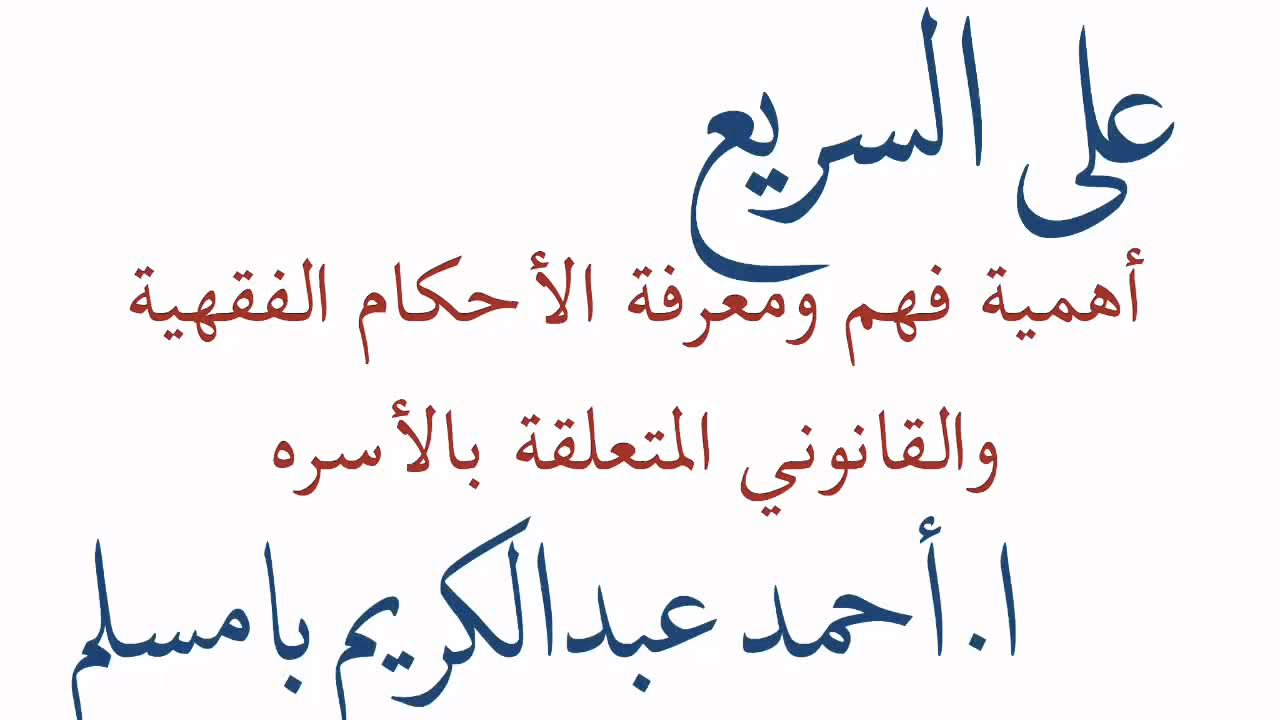 على السريع
أهمية فهم ومعرفة الأحكام الفقهية
والقانوني المتعلقة بالأسره
ا. أحمد عبدالكريم بامسلم